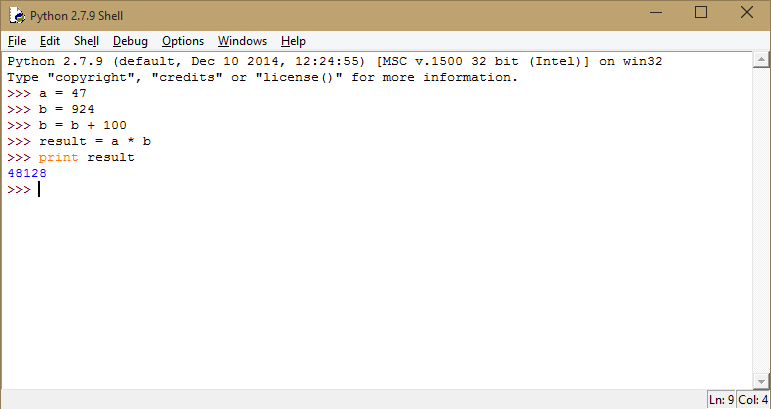 Python 2.7.9 Shell
File Edit Shell Debug Options Windows Help
Python 2.7.9 (default, Dec 10 2014, 12:24:55) [MSC v.1500 32 bit (Intel)] on win32
Type "copyright", "credits" or "license()" for more information.
>>> a = 47
>>> b = 924
>>> b = b + 100
>>> result = a * b
>>> print result
48128
>>>
Ln: 9 Col: 4